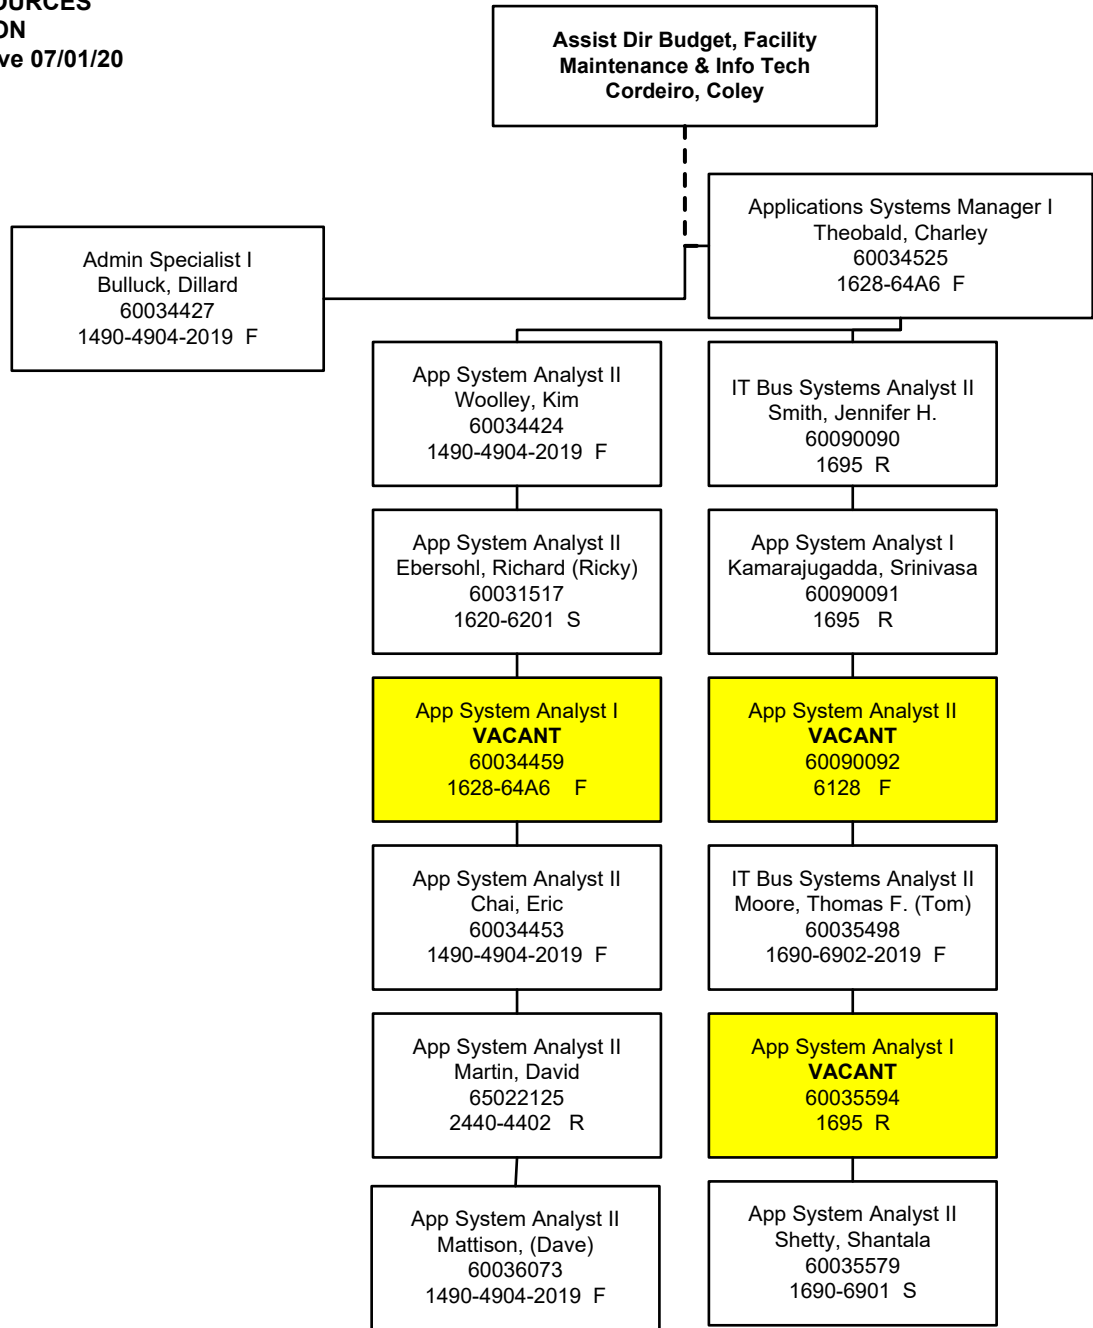 07/01/20
Assist Dir Budget, Facility
Maintenance & Info Tech
Cordeiro, Coley
Applications Systems Manager I
Theobald, Charley
60034525
1628-64A6 F
Admin Specialist I
Bulluck, Dillard
60034427
1490-4904-2019 F
App System Analyst II
Woolley, Kim
60034424
1490-4904-2019 F
IT Bus Systems Analyst II
Smith, Jennifer H.
60090090
1695 R
App System Analyst II
Ebersohl, Richard (Ricky)
60031517
1620-6201 S
App System Analyst I
Kamarajugadda, Srinivasa
60090091
1695 R
App System Analyst I
VACANT
60034459
1628-64A6 F
App System Analyst II
VACANT
60090092
6128 F
App System Analyst II
Chai, Eric
60034453
1490-4904-2019 F
IT Bus Systems Analyst II
Moore, Thomas F. (Tom)
60035498
1690-6902-2019 F
App System Analyst II
Martin, David
65022125
2440-4402 R
App System Analyst I
VACANT
60035594
1695 R
App System Analyst II
Mattison, (Dave)
60036073
1490-4904-2019 F
App System Analyst II
Shetty, Shantala
60035579
1690-6901 S